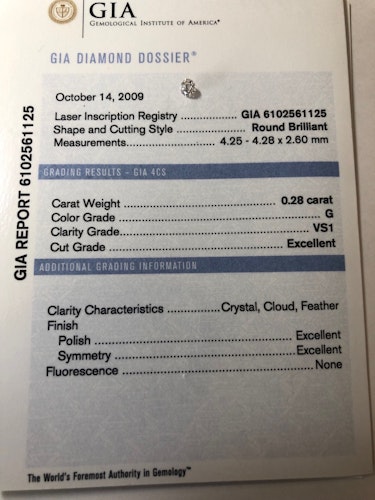 GIA
GEMOLOGICAL INSTITUTE OF AMERICA®
GIA DIAMOND DOSSIER®
October 14, 2009
Laser Inscription Registry ................ GIA 6102561125
Shape and Cutting Style ................ Round Brilliant
Measurements......................... 4.25 - 4.28 x 2.60 mm
GRADING RESULTS - GIA 4CS
Carat Weight ........................................ 0.28 carat
Color Grade ........................................ G
Clarity Grade........................................ VS1
Cut Grade ........................................ Excellent
ADDITIONAL GRADING INFORMATION
Clarity Characteristics .............Crystal, Cloud, Feather
Finish
Polish ........................................ Excellent
Symmetry ........................................ Excellent
Fluorescence ........................................ None
The World's Foremost Authority in Gemology™
GIA REPORT 6102561125